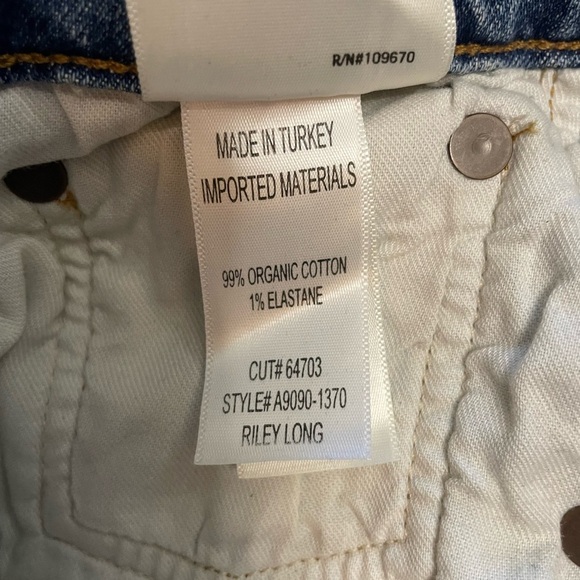 R/N#109670
MADE IN TURKEY
IMPORTED MATERIALS
99% ORGANIC COTTON
1% ELASTANE
CUT# 64703
STYLE# A9090-1370
RILEY LONG